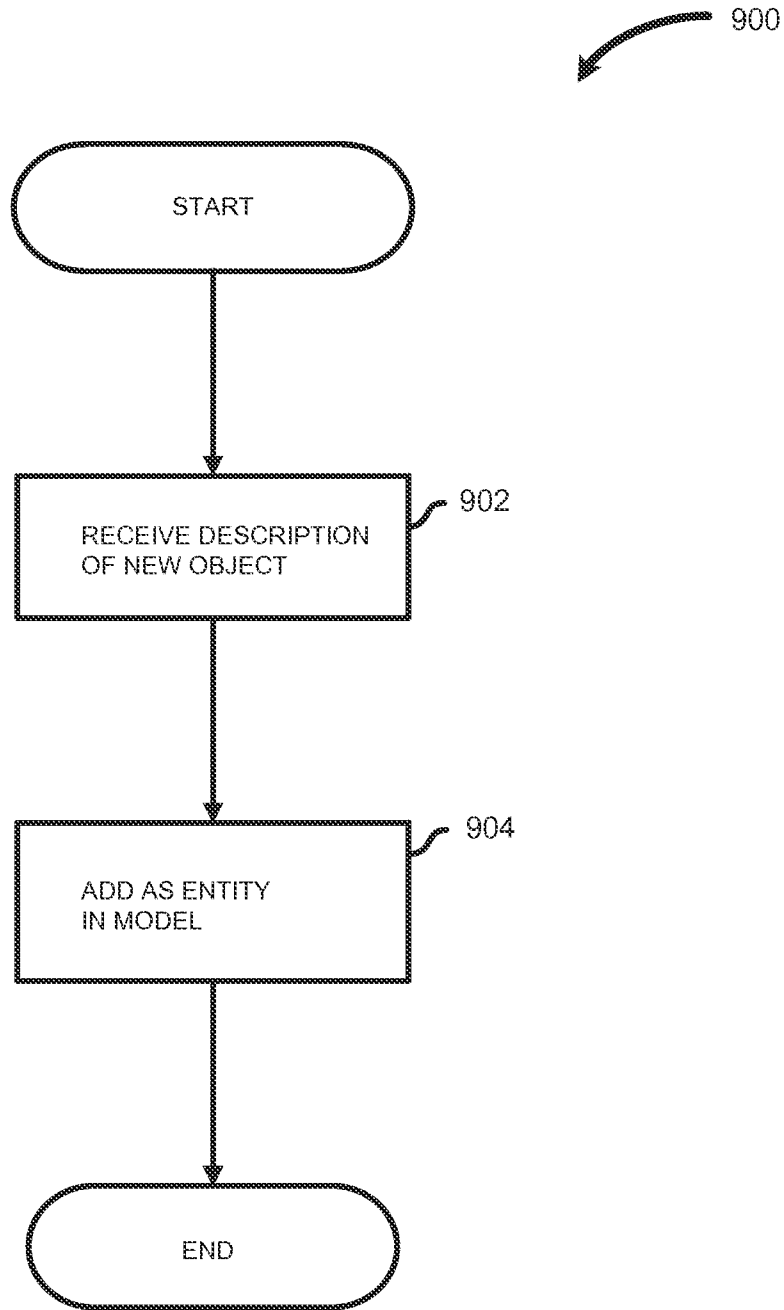 900
START
902
RECEIVE DESCRIPTION
OF NEW OBJECT
904
ADD AS ENTITY
IN MODEL
END